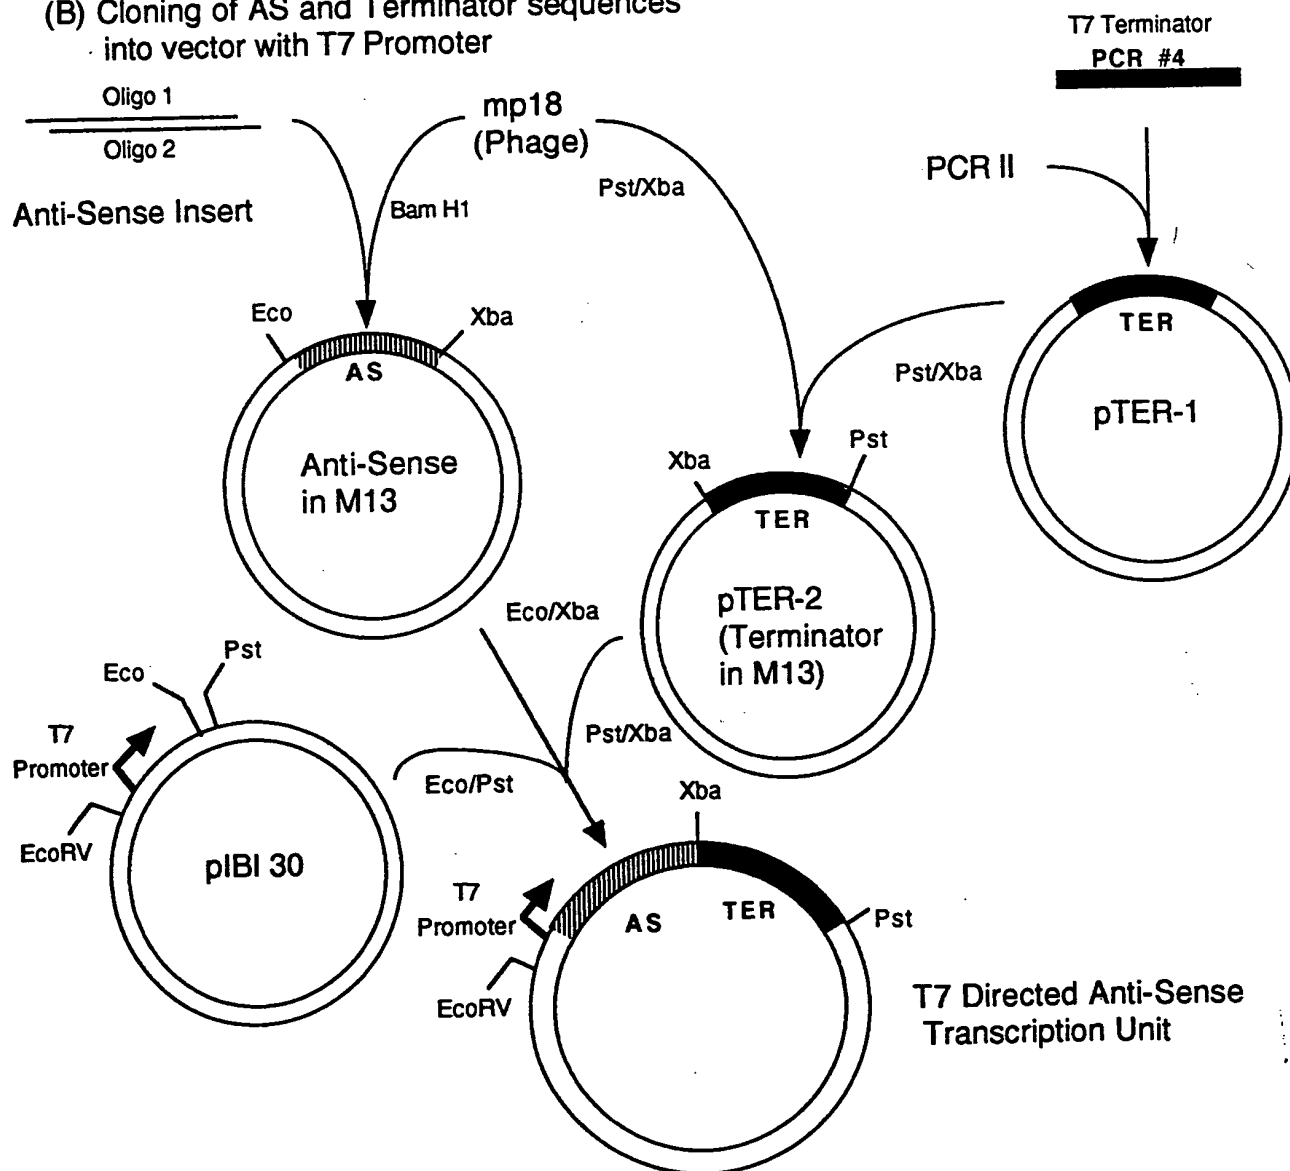 (B) Cloning of AS and Terminator sequences
into vector with T7 Promoter
T7 Terminator
PCR #4
Oligo 1
Oligo 2
Anti-Sense Insert
mp18
(Phage)
Bam H1
Pst/Xba
PCR II
Eco
Xba
AS
Anti-Sense
in M13
TER
pTER-1
Pst/Xba
Xba
Pst
TER
pTER-2
(Terminator
in M13)
Eco/Xba
Pst/Xba
Eco/Pst
Eco
Pst
T7
Promoter
EcoRV
pIBI 30
Xba
T7
Promoter
AS
TER
Pst
EcoRV
T7 Directed Anti-Sense
Transcription Unit